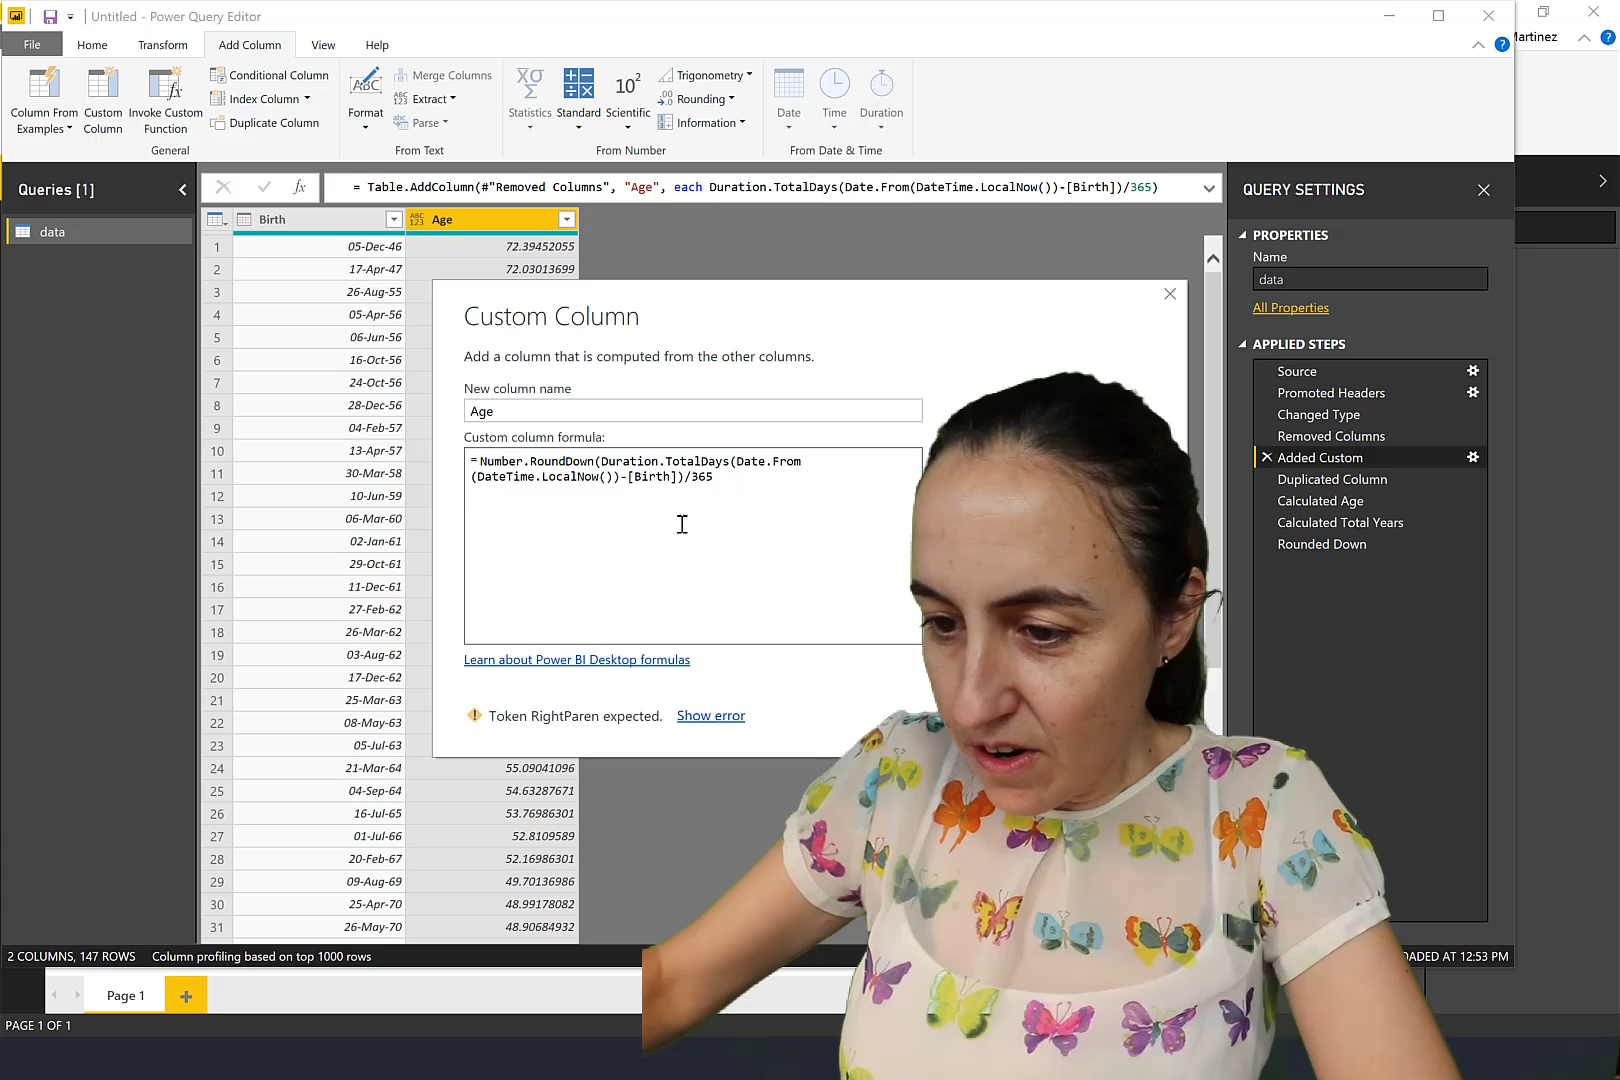 Untitled - Power Query Editor
File Home Transform Add Column View Help
Martinez
Column From Examples
Custom Column
Invoke Custom Function
Conditional Column
Index Column
Duplicate Column
General
Format
Merge Columns
Extract
Parse
From Text
Statistics
Standard
Scientific
Trigonometry
Rounding
Information
From Number
Date
Time
Duration
From Date & Time
Queries [1]
data
= Table.AddColumn(#"Removed Columns", "Age", each Duration.TotalDays(Date.From(DateTime.LocalNow())-[Birth])/365)
Birth ABC 123 Age
1 05-Dec-46 72.39452055
2 17-Apr-47 72.03013699
3 26-Aug-55
4 05-Apr-56
5 06-Jun-56
6 16-Oct-56
7 24-Oct-56
8 28-Dec-56
9 04-Feb-57
10 13-Apr-57
11 30-Mar-58
12 10-Jun-59
13 06-Mar-60
14 02-Jan-61
15 29-Oct-61
16 11-Dec-61
17 27-Feb-62
18 26-Mar-62
19 03-Aug-62
20 17-Dec-62
21 25-Mar-63
22 08-May-63
23 05-Jul-63
24 21-Mar-64 55.09041096
25 04-Sep-64 54.63287671
26 16-Jul-65 53.76986301
27 01-Jul-66 52.8109589
28 20-Feb-67 52.16986301
29 09-Aug-69 49.70136986
30 25-Apr-70 48.99178082
31 26-May-70 48.90684932
Custom Column
Add a column that is computed from the other columns.
New column name
Age
Custom column formula:
=Number.RoundDown(Duration.TotalDays(Date.From
(DateTime.LocalNow())-[Birth])/365
Learn about Power BI Desktop formulas
Token RightParen expected. Show error
QUERY SETTINGS
PROPERTIES
Name
data
All Properties
APPLIED STEPS
Source
Promoted Headers
Changed Type
Removed Columns
Added Custom
Duplicated Column
Calculated Age
Calculated Total Years
Rounded Down
2 COLUMNS, 147 ROWS Column profiling based on top 1000 rows
OADED AT 12:53 PM
Page 1
PAGE 1 OF 1